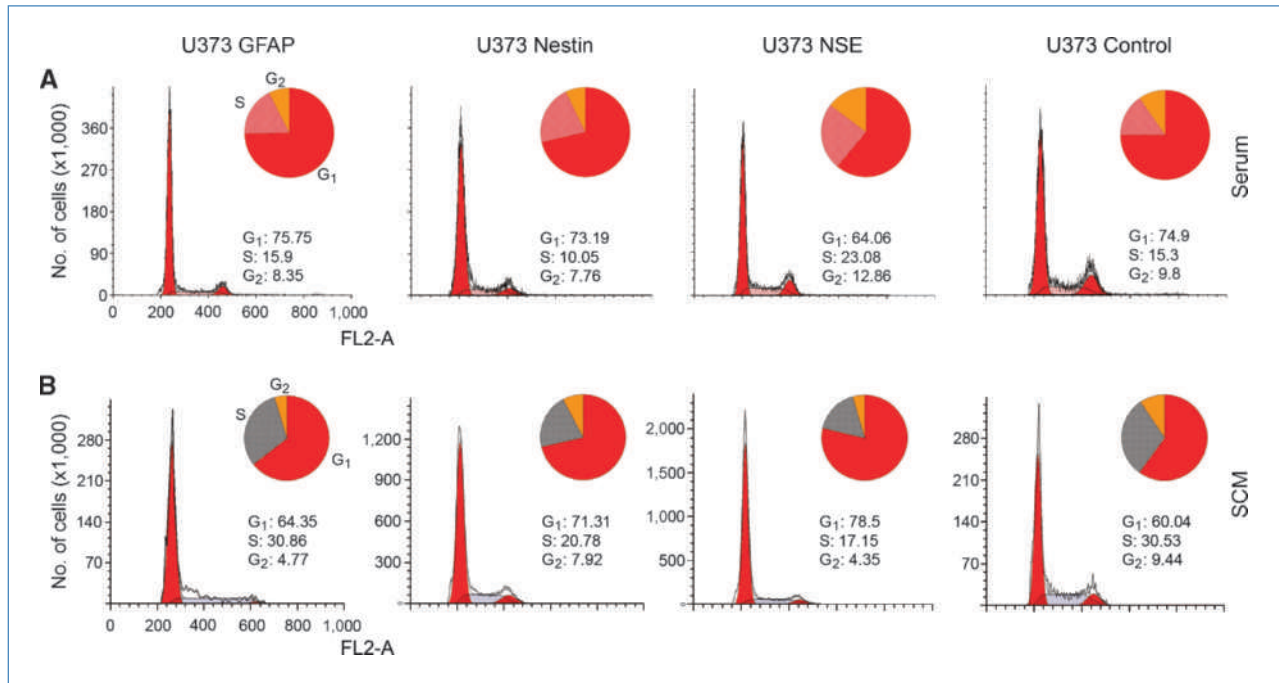 U373 GFAP
U373 Nestin
U373 NSE
U373 Control
A
No. of cells (x1,000)
360
270
180
90
0
0 200 400 600 800 1,000
FL2-A
S
G2
G1
G1: 75.75
S: 15.9
G2: 8.35
G1: 73.19
S: 10.05
G2: 7.76
G1: 64.06
S: 23.08
G2: 12.86
G1: 74.9
S: 15.3
G2: 9.8
Serum
B
No. of cells (x1,000)
280
210
140
70
0 200 400 600 800 1,000
FL2-A
S
G2
G1
G1: 64.35
S: 30.86
G2: 4.77
1,200
900
600
300
0
G1: 71.31
S: 20.78
G2: 7.92
2,000
1,500
1,000
500
0
G1: 78.5
S: 17.15
G2: 4.35
280
210
140
70
G1: 60.04
S: 30.53
G2: 9.44
SCM